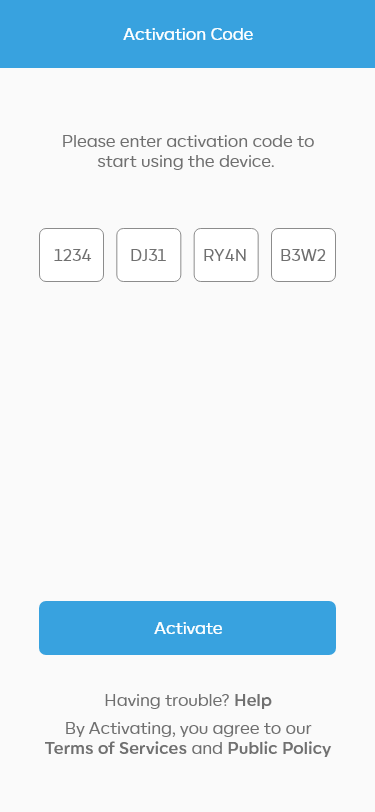 Activation Code
Please enter activation code to
start using the device.
1234 DJ31 RY4N B3W2
Activate
Having trouble? Help
By Activating, you agree to our
Terms of Services and Public Policy